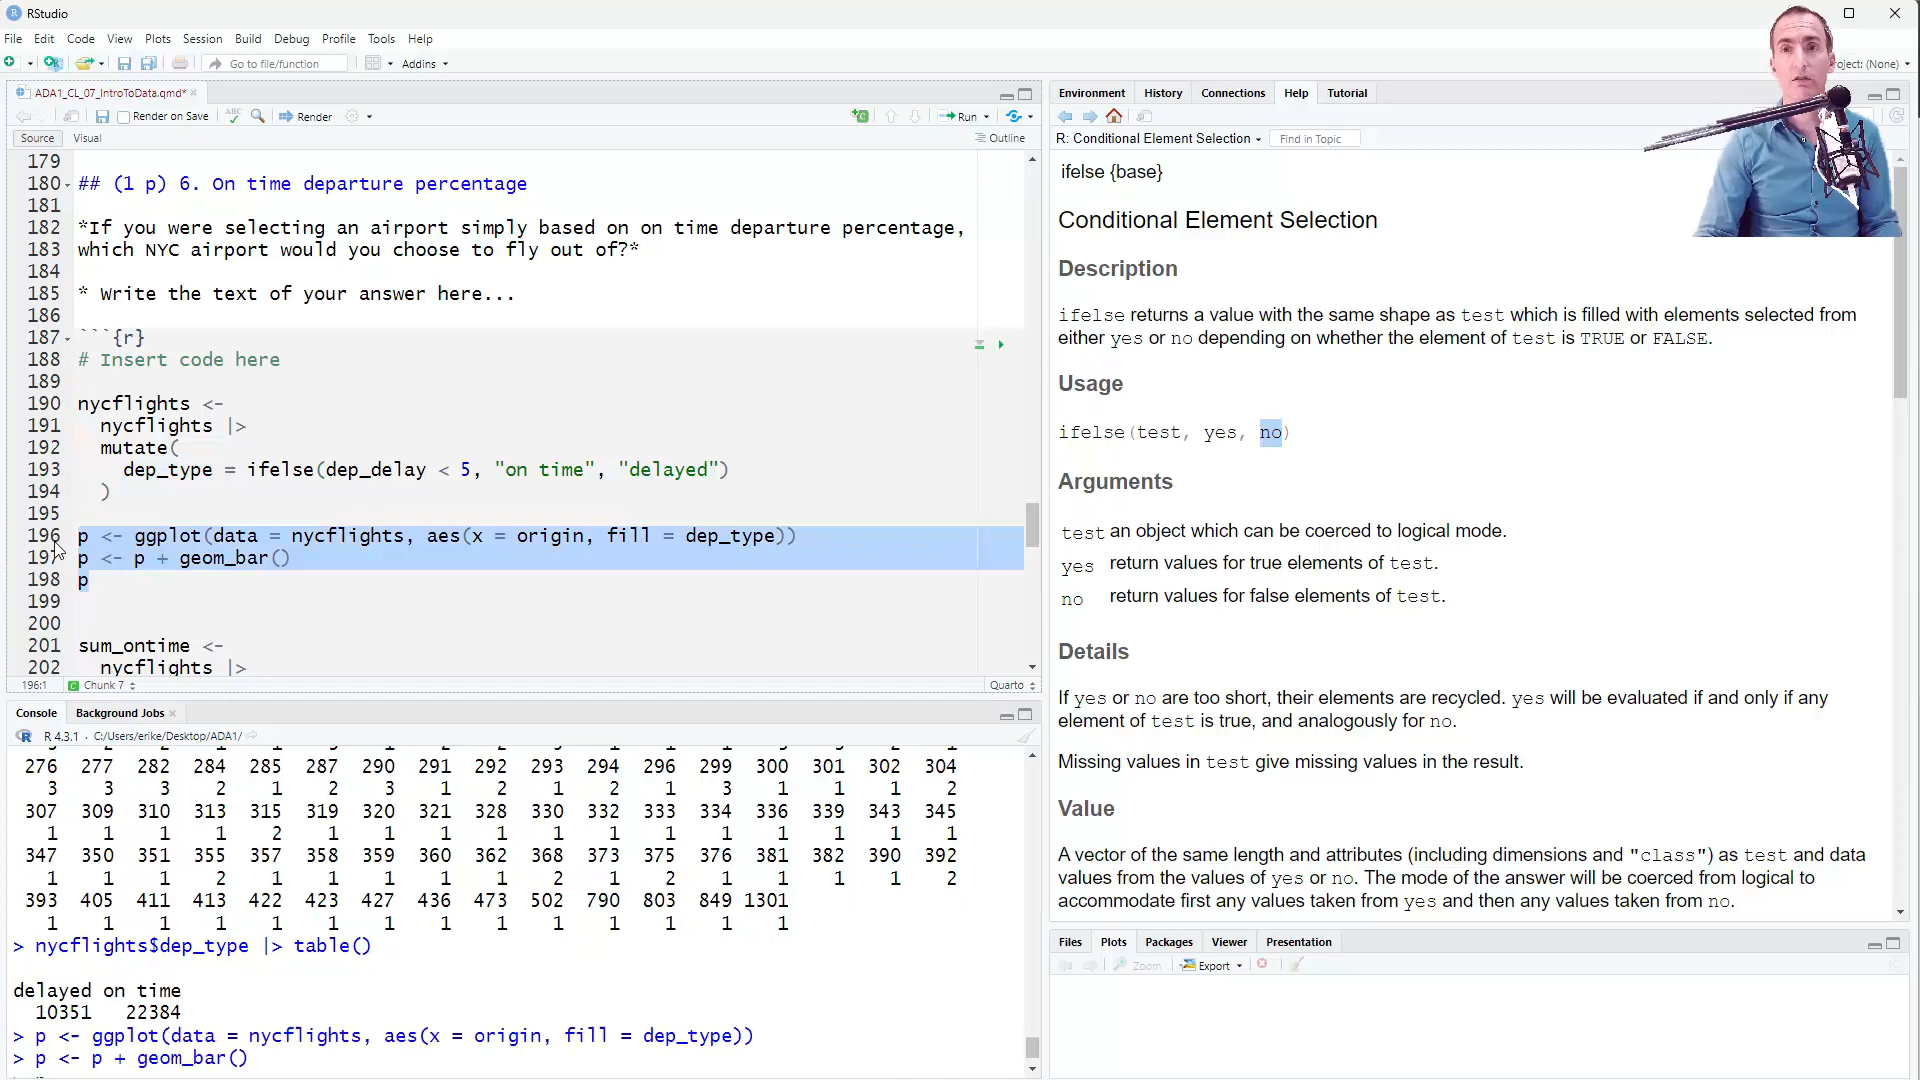 RStudio
File Edit Code View Plots Session Build Debug Profile Tools Help
Go to file/function
Addins
roject: (None)
ADA1_CL_07_IntroToData.qmd*
Render on Save
Render
Run
Source Visual
Outline
179
180 ## (1 p) 6. On time departure percentage
181
182 *If you were selecting an airport simply based on on time departure percentage,
183 which NYC airport would you choose to fly out of?*
184
185 * Write the text of your answer here...
186
187 ```{r}
188 # Insert code here
189
190 nycflights <-
191 nycflights |>
192 mutate(
193 dep_type = ifelse(dep_delay < 5, "on time", "delayed")
194 )
195
196 p <- ggplot(data = nycflights, aes(x = origin, fill = dep_type))
197 p <- p + geom_bar()
198 p
199
200
201 sum_ontime <-
202 nycflights |>
196:1 Chunk 7 Quarto
Console Background Jobs
R 4.3.1 · C:/Users/erike/Desktop/ADA1/
276 277 282 284 285 287 290 291 292 293 294 296 299 300 301 302 304
3 3 3 2 1 2 3 1 2 1 2 1 3 1 1 1 2
307 309 310 313 315 319 320 321 328 330 332 333 334 336 339 343 345
1 1 1 1 2 1 1 1 1 1 1 1 1 1 1 1 1
347 350 351 355 357 358 359 360 362 368 373 375 376 381 382 390 392
1 1 1 2 1 1 1 1 1 2 1 2 1 1 1 1 2
393 405 411 413 422 423 427 436 473 502 790 803 849 1301
1 1 1 1 1 1 1 1 1 1 1 1 1 1
> nycflights$dep_type |> table()
delayed on time
10351 22384
> p <- ggplot(data = nycflights, aes(x = origin, fill = dep_type))
> p <- p + geom_bar()
Environment History Connections Help Tutorial
R: Conditional Element Selection
Find in Topic
ifelse {base}
Conditional Element Selection
Description
ifelse returns a value with the same shape as test which is filled with elements selected from
either yes or no depending on whether the element of test is TRUE or FALSE.
Usage
ifelse(test, yes, no)
Arguments
test an object which can be coerced to logical mode.
yes return values for true elements of test.
no return values for false elements of test.
Details
If yes or no are too short, their elements are recycled. yes will be evaluated if and only if any
element of test is true, and analogously for no.
Missing values in test give missing values in the result.
Value
A vector of the same length and attributes (including dimensions and "class") as test and data
values from the values of yes or no. The mode of the answer will be coerced from logical to
accommodate first any values taken from yes and then any values taken from no.
Files Plots Packages Viewer Presentation
Zoom Export